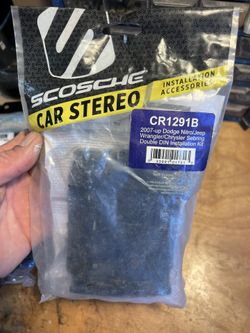 SCOSCHE
CAR STEREO
INSTALLATION
ACCESSORIES
CR1291B
2007-up Dodge Nitro/Jeep
Wrangler/Chrysler Sebring
Double DIN Installation Kit